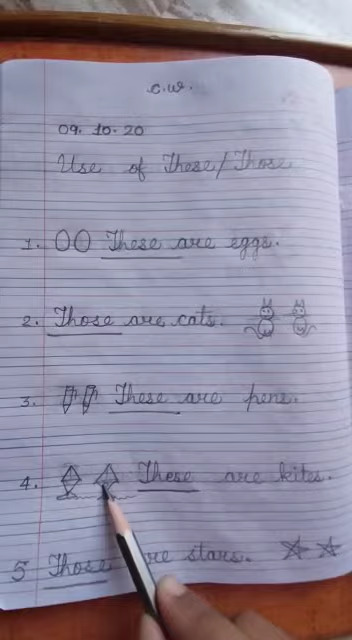 c.w.
09.10.20
Use of These/Those
1. These are eggs.
2. Those are cats.
3. These are pens.
4. These are kites.
5 Those are stars.